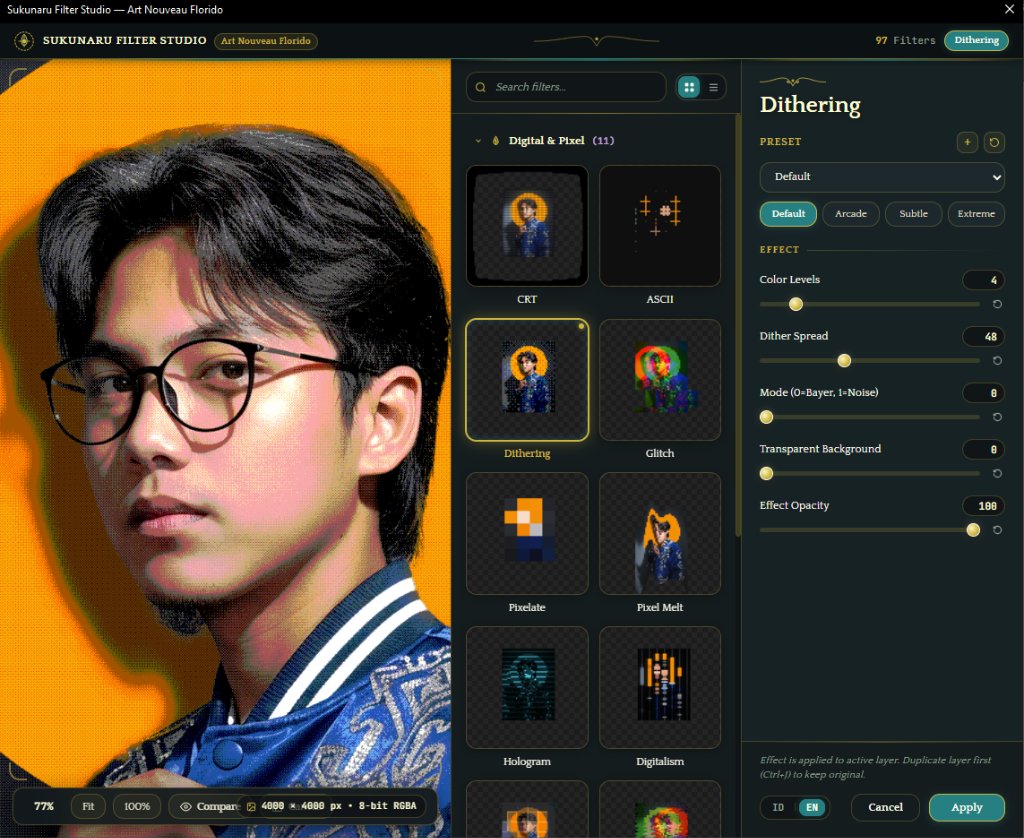 Sukunaru Filter Studio — Art Nouveau Florido
SUKUNARU FILTER STUDIO
Art Nouveau Florido
97 Filters
Dithering
Search filters...
Digital & Pixel (11)
CRT
ASCII
Dithering
Glitch
Pixelate
Pixel Melt
Hologram
Digitalism
Dithering
PRESET
+
Default
Default
Arcade
Subtle
Extreme
EFFECT
Color Levels
4
Dither Spread
48
Mode (0=Bayer, 1=Noise)
0
Transparent Background
0
Effect Opacity
100
Effect is applied to active layer. Duplicate layer first
(Ctrl+J) to keep original.
ID
EN
Cancel
Apply
77%
Fit
100%
Compar
4000 × 4000 px • 8-bit RGBA